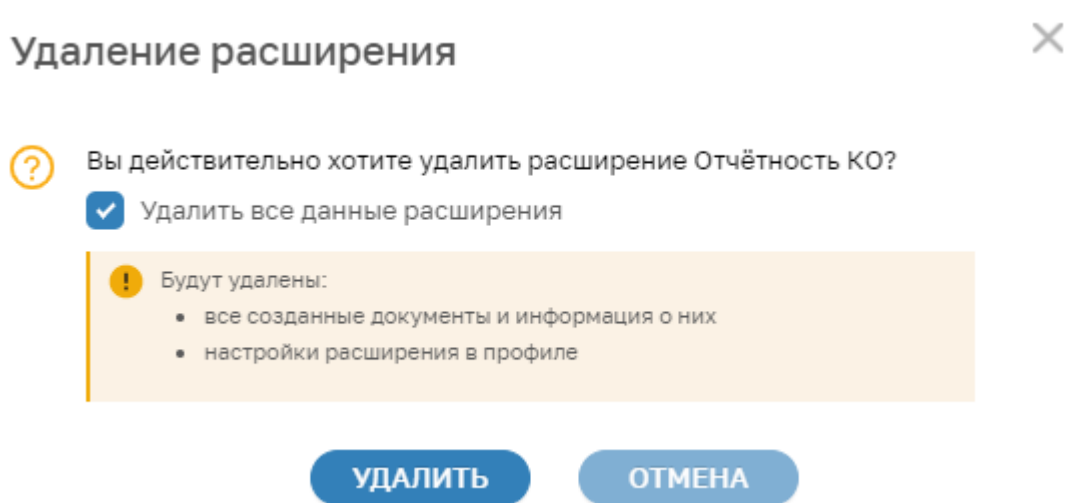 Удаление расширения
Вы действительно хотите удалить расширение Отчётность КО?
Удалить все данные расширения
Будут удалены:
• все созданные документы и информация о них
• настройки расширения в профиле
УДАЛИТЬ ОТМЕНА